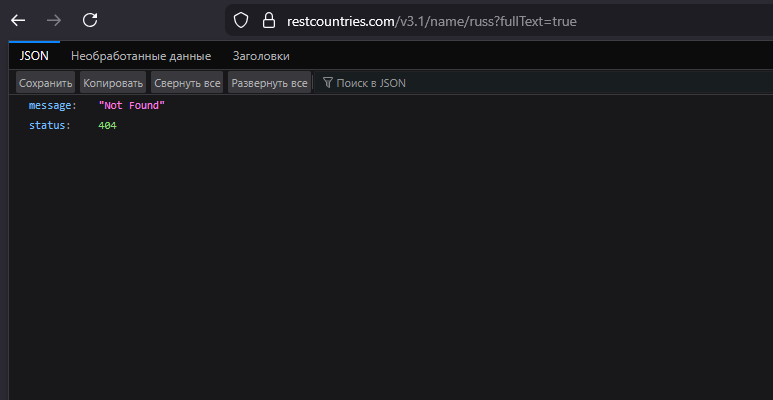 restcountries.com/v3.1/name/russ?fullText=true
JSON Необработанные данные Заголовки
Сохранить Копировать Свернуть все Развернуть все Поиск в JSON
message: "Not Found"
status: 404